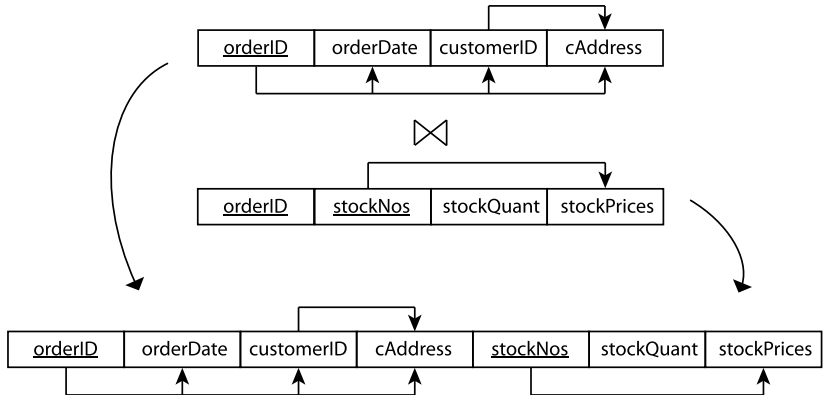 orderID orderDate customerID cAddress
orderID stockNos stockQuant stockPrices
orderID orderDate customerID cAddress stockNos stockQuant stockPrices